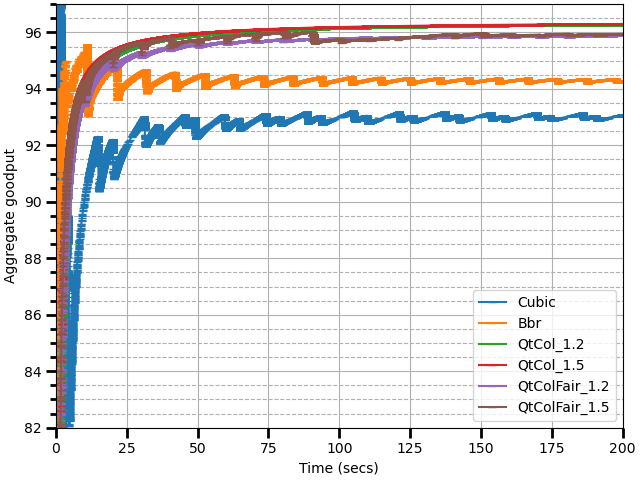 96
94
92
90
88
86
84
82
Aggregate goodput
0 25 50 75 100 125 150 175 200
Time (secs)
Cubic
Bbr
QtCol_1.2
QtCol_1.5
QtColFair_1.2
QtColFair_1.5